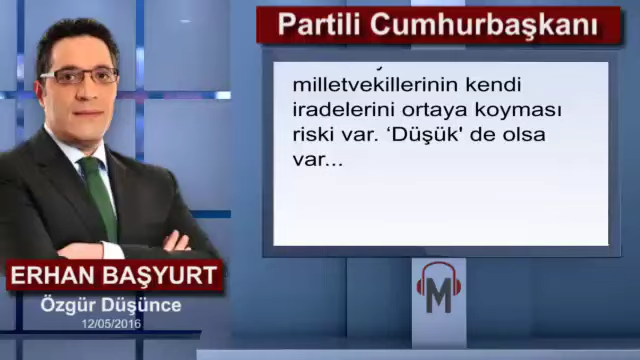 Partili Cumhurbaşkanı
milletvekillerinin kendi
iradelerini ortaya koyması
riski var. ‘Düşük' de olsa
var...
ERHAN BAŞYURT
Özgür Düşünce
12/05/2016
M